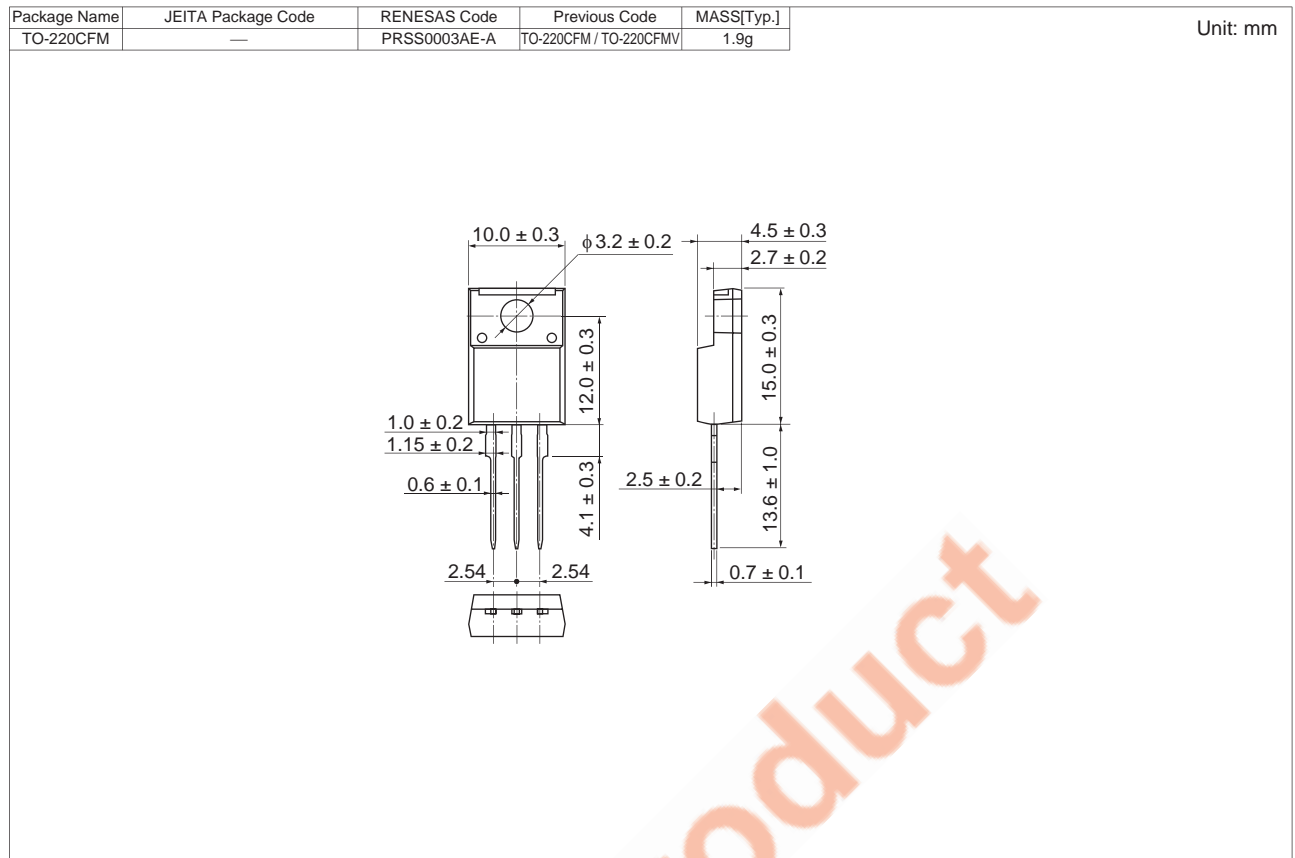 Package Name JEITA Package Code RENESAS Code Previous Code MASS[Typ.]
TO-220CFM — PRSS0003AE-A TO-220CFM / TO-220CFMV 1.9g
Unit: mm
10.0 ± 0.3
ϕ 3.2 ± 0.2
4.5 ± 0.3
2.7 ± 0.2
12.0 ± 0.3
15.0 ± 0.3
1.0 ± 0.2
1.15 ± 0.2
0.6 ± 0.1
4.1 ± 0.3
2.5 ± 0.2
13.6 ± 1.0
2.54
2.54
0.7 ± 0.1